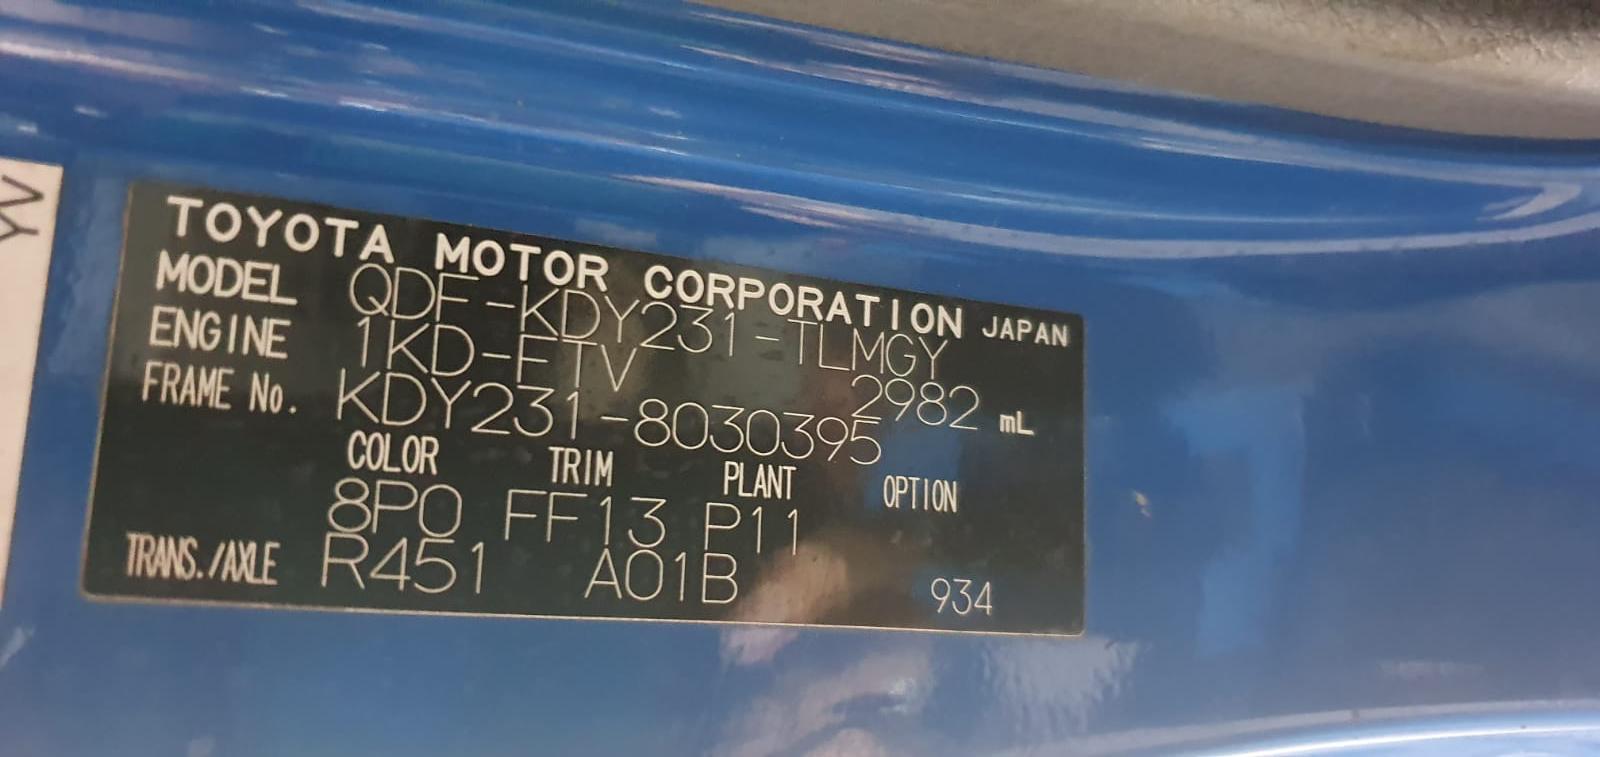 TOYOTA MOTOR CORPORATION JAPAN
MODEL QDF-KDY231-TLMGY
ENGINE 1KD-FTV 2982 mL
FRAME No. KDY231-8030395
COLOR TRIM PLANT OPTION
8P0 FF13 P11
TRANS./AXLE R451 A01B 934